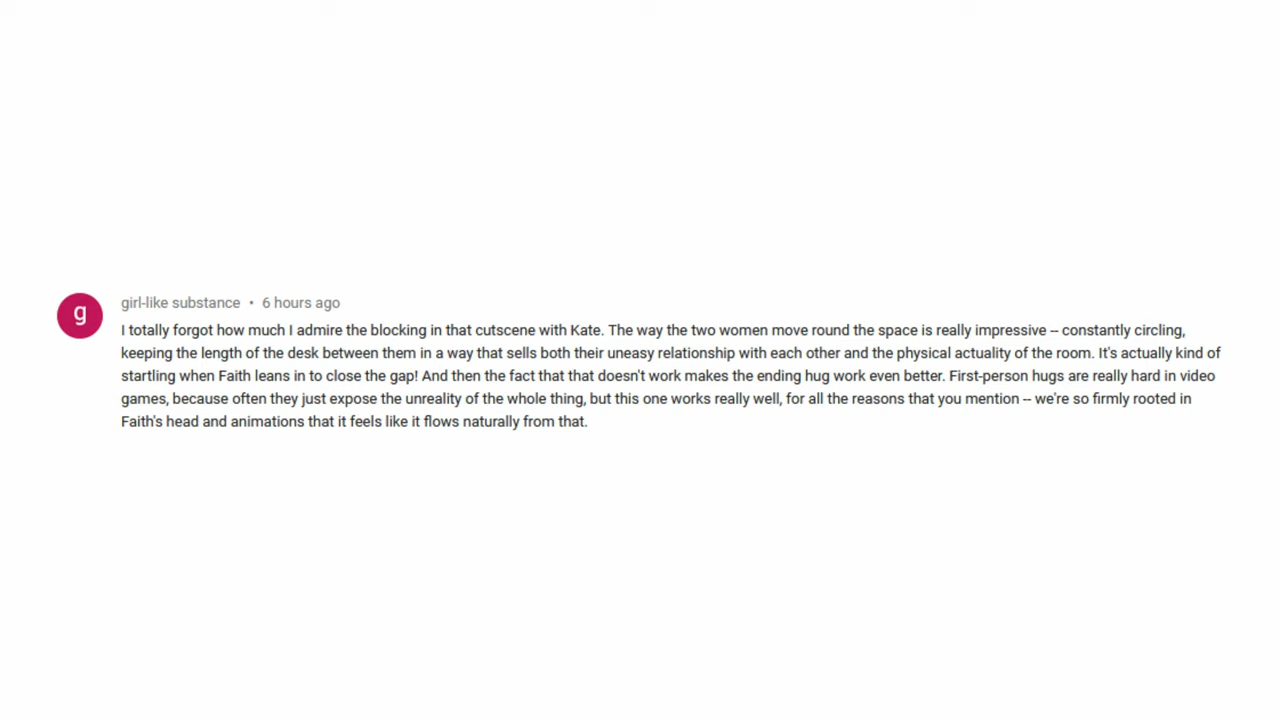 g
girl-like substance • 6 hours ago
I totally forgot how much I admire the blocking in that cutscene with Kate. The way the two women move round the space is really impressive -- constantly circling,
keeping the length of the desk between them in a way that sells both their uneasy relationship with each other and the physical actuality of the room. It's actually kind of
startling when Faith leans in to close the gap! And then the fact that that doesn't work makes the ending hug work even better. First-person hugs are really hard in video
games, because often they just expose the unreality of the whole thing, but this one works really well, for all the reasons that you mention -- we're so firmly rooted in
Faith's head and animations that it feels like it flows naturally from that.